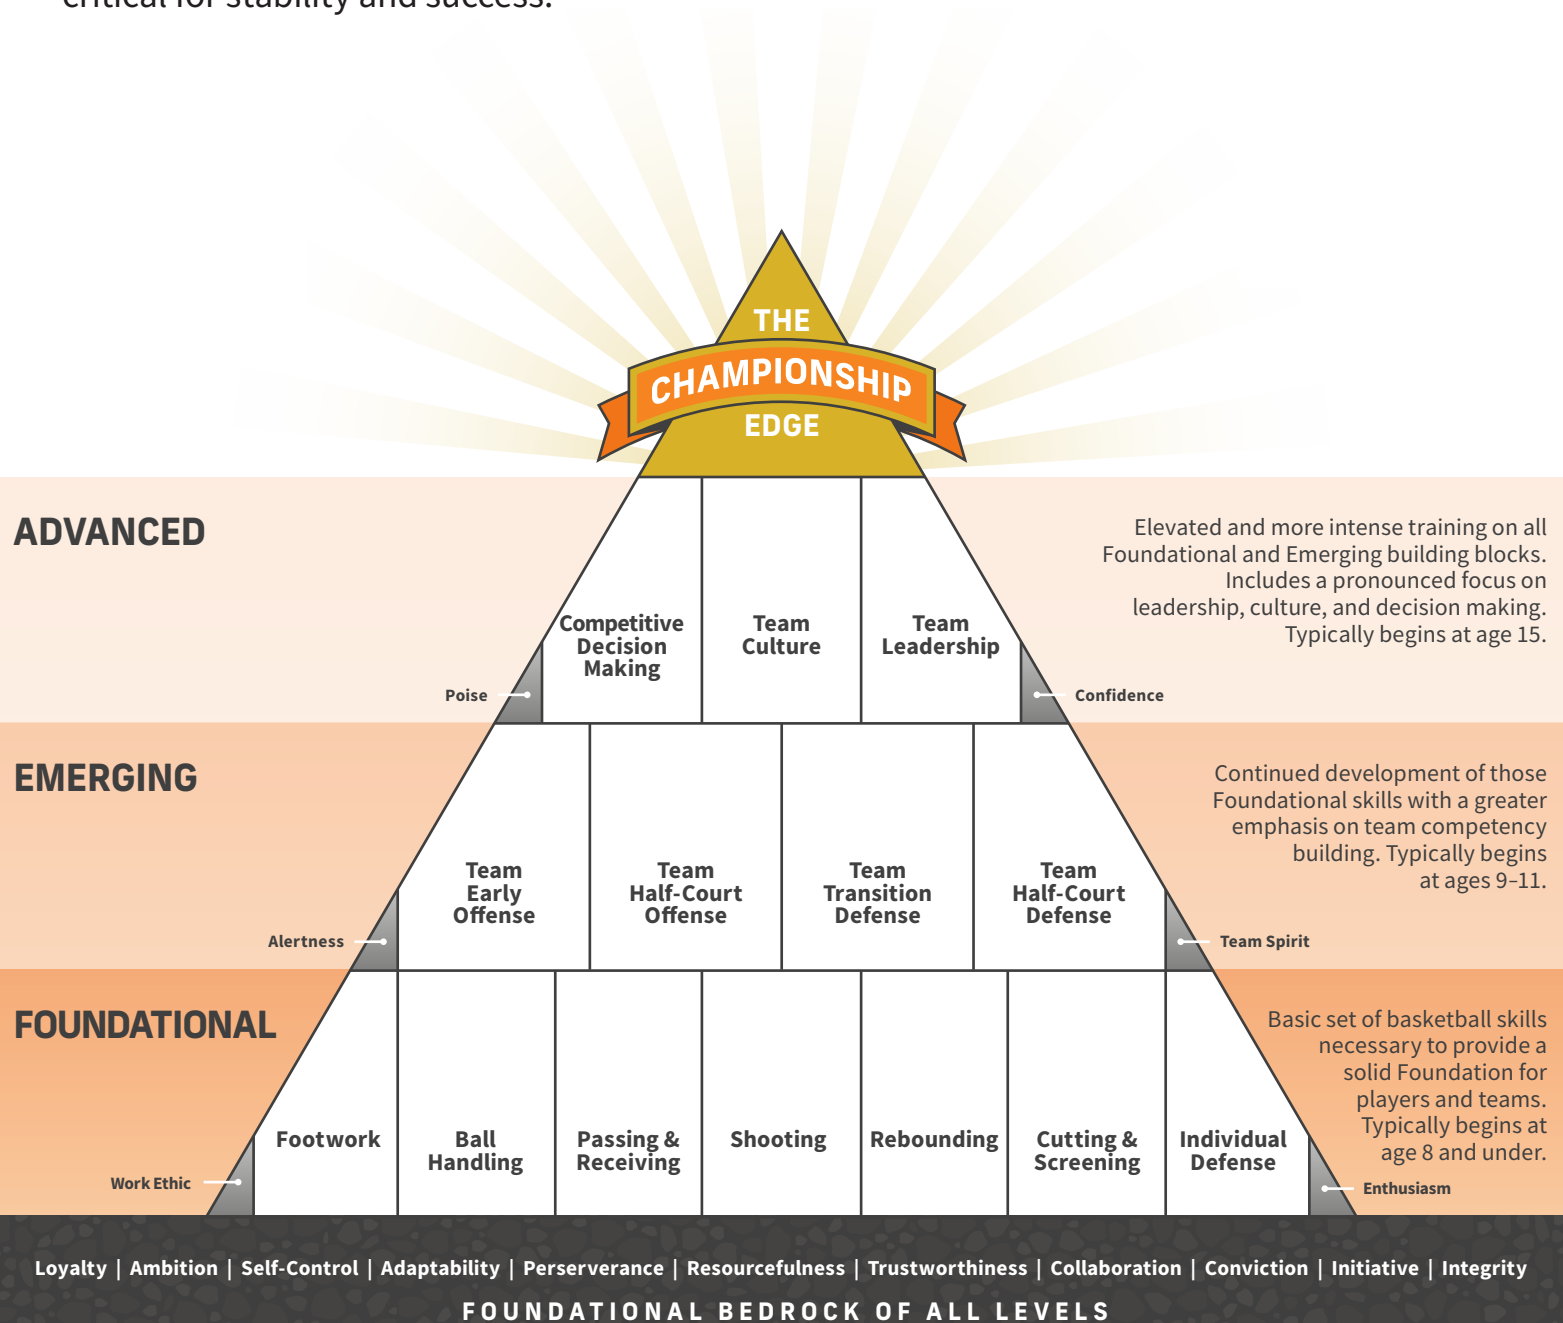 critical for stability and success.
THE
CHAMPIONSHIP
EDGE
ADVANCED
Competitive
Decision
Making
Team
Culture
Team
Leadership
Poise
Confidence
Elevated and more intense training on all
Foundational and Emerging building blocks.
Includes a pronounced focus on
leadership, culture, and decision making.
Typically begins at age 15.
EMERGING
Team
Early
Offense
Team
Half-Court
Offense
Team
Transition
Defense
Team
Half-Court
Defense
Alertness
Team Spirit
Continued development of those
Foundational skills with a greater
emphasis on team competency
building. Typically begins
at ages 9–11.
FOUNDATIONAL
Footwork
Ball
Handling
Passing &
Receiving
Shooting
Rebounding
Cutting &
Screening
Individual
Defense
Work Ethic
Enthusiasm
Basic set of basketball skills
necessary to provide a
solid Foundation for
players and teams.
Typically begins at
age 8 and under.
Loyalty | Ambition | Self-Control | Adaptability | Perserverance | Resourcefulness | Trustworthiness | Collaboration | Conviction | Initiative | Integrity
FOUNDATIONAL BEDROCK OF ALL LEVELS